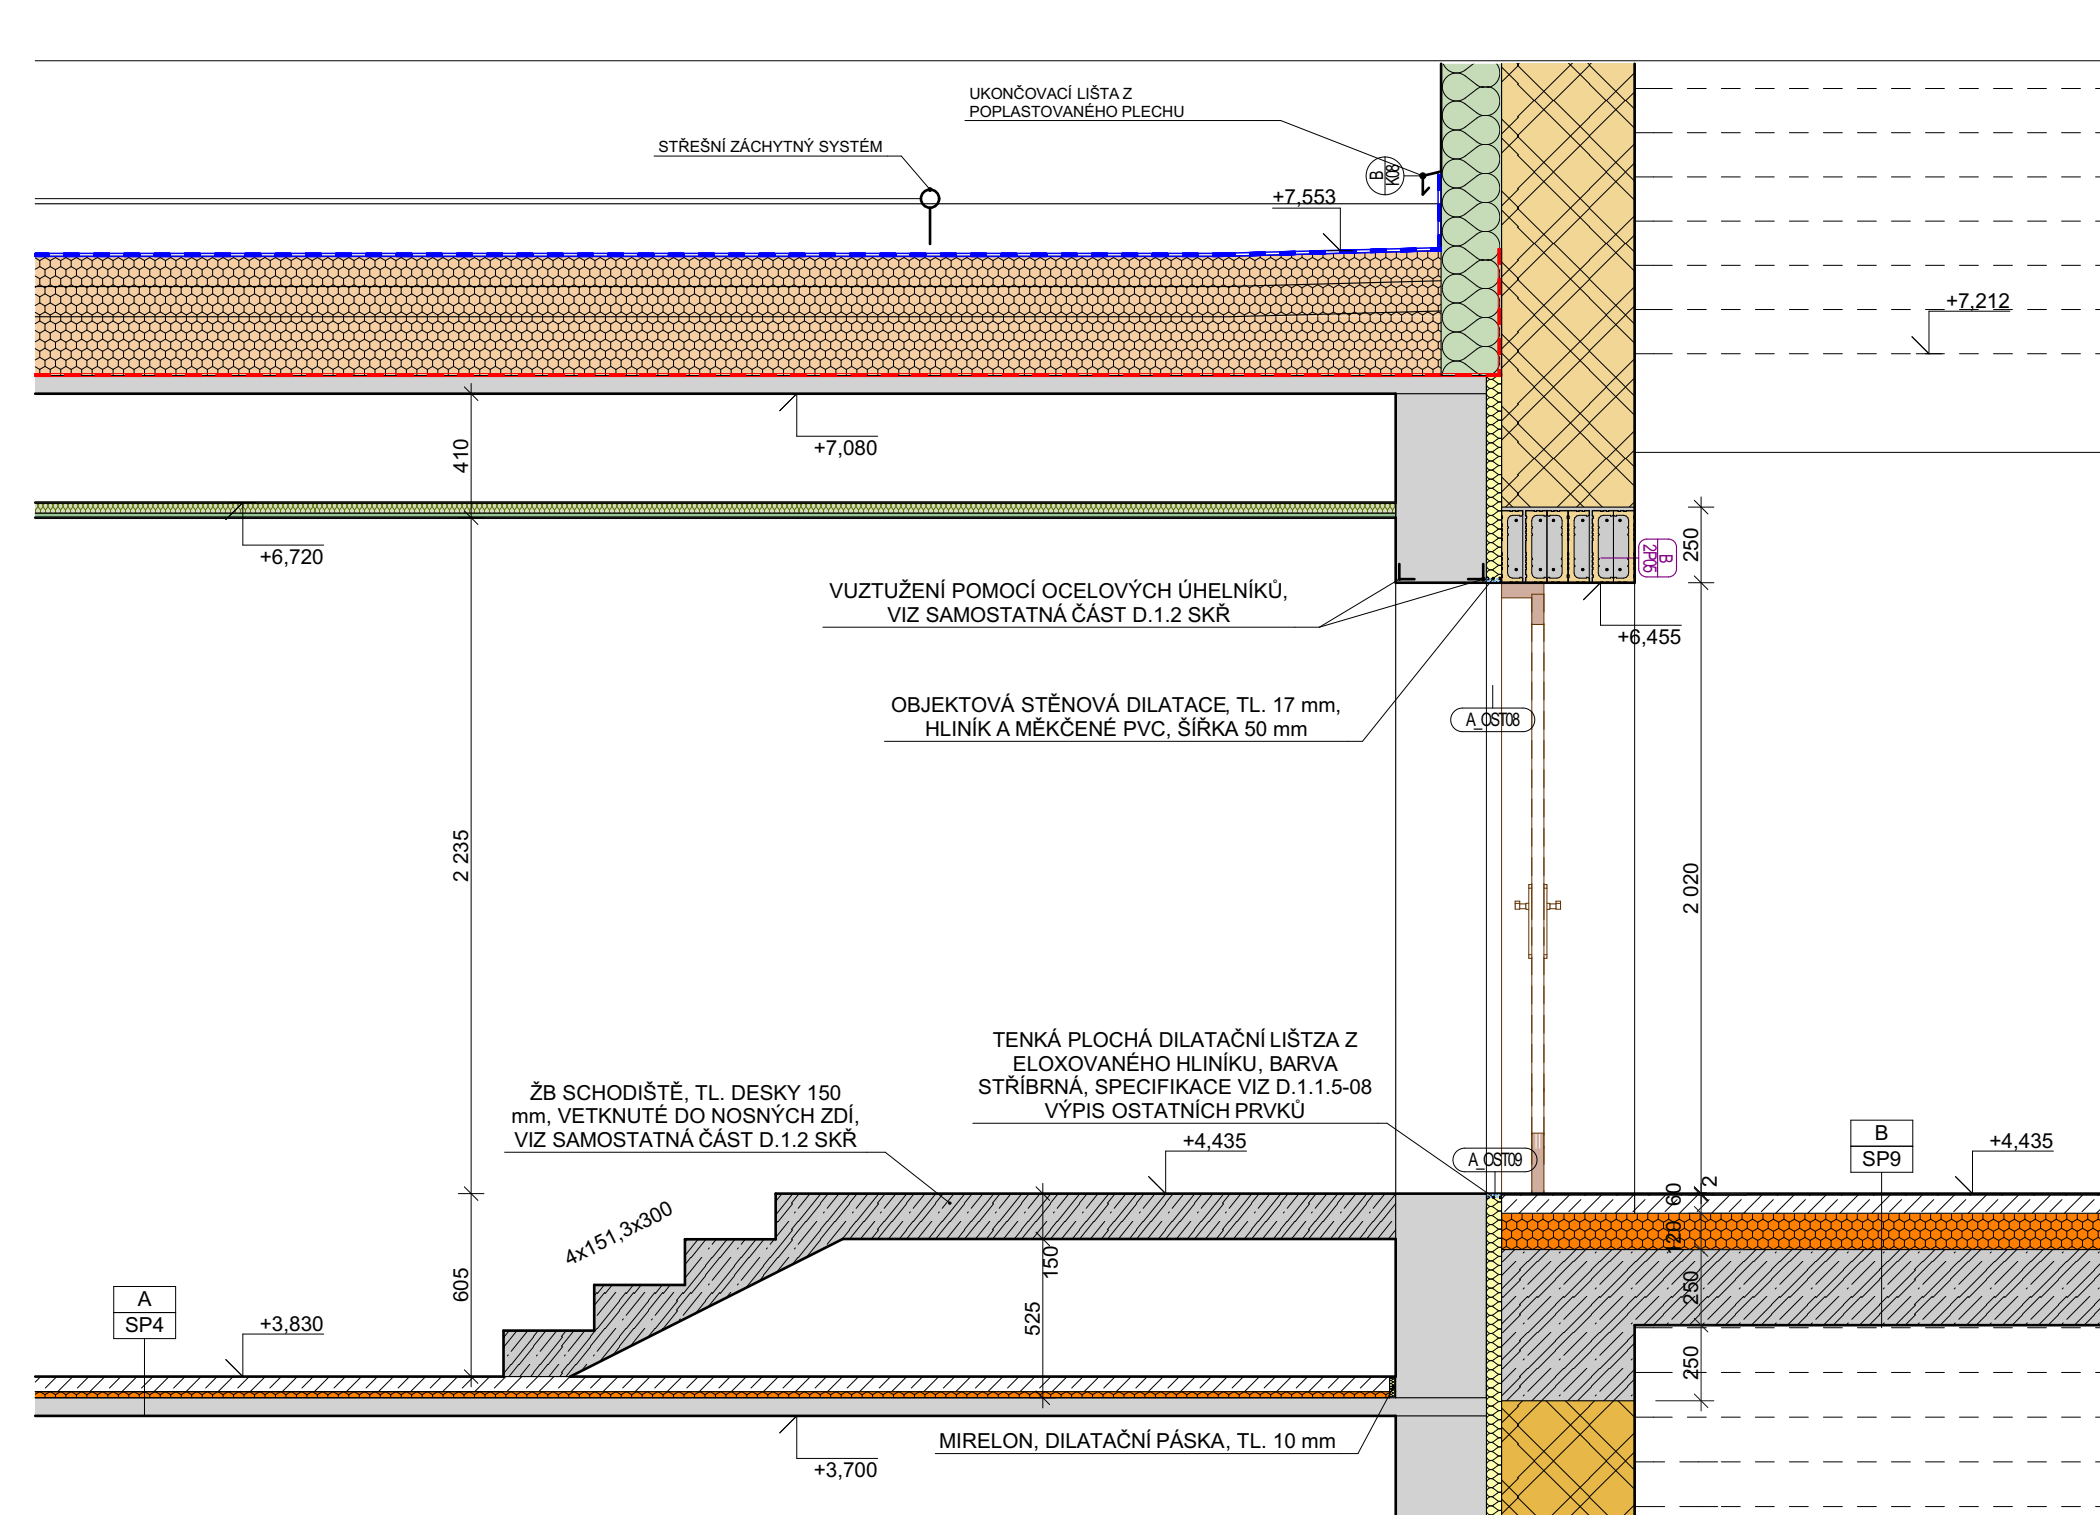 UKONČOVACÍ LIŠTA Z
POPLASTOVANÉHO PLECHU
STŘEŠNÍ ZÁCHYTNÝ SYSTÉM
B
K08
+7,553
+7,212
410
+7,080
+6,720
250
B
2P05
VUZTUŽENÍ POMOCÍ OCELOVÝCH ÚHELNÍKŮ,
VIZ SAMOSTATNÁ ČÁST D.1.2 SKŘ
+6,455
OBJEKTOVÁ STĚNOVÁ DILATACE, TL. 17 mm,
HLINÍK A MĚKČENÉ PVC, ŠÍŘKA 50 mm
A_OST08
2 235
2 020
TENKÁ PLOCHÁ DILATAČNÍ LIŠTZA Z
ELOXOVANÉHO HLINÍKU, BARVA
STŘÍBRNÁ, SPECIFIKACE VIZ D.1.1.5-08
VÝPIS OSTATNÍCH PRVKŮ
ŽB SCHODIŠTĚ, TL. DESKY 150
mm, VETKNUTÉ DO NOSNÝCH ZDÍ,
VIZ SAMOSTATNÁ ČÁST D.1.2 SKŘ
+4,435
A_OST09
B
SP9
+4,435
2
60
120
250
250
4x151,3x300
150
525
605
A
SP4
+3,830
MIRELON, DILATAČNÍ PÁSKA, TL. 10 mm
+3,700